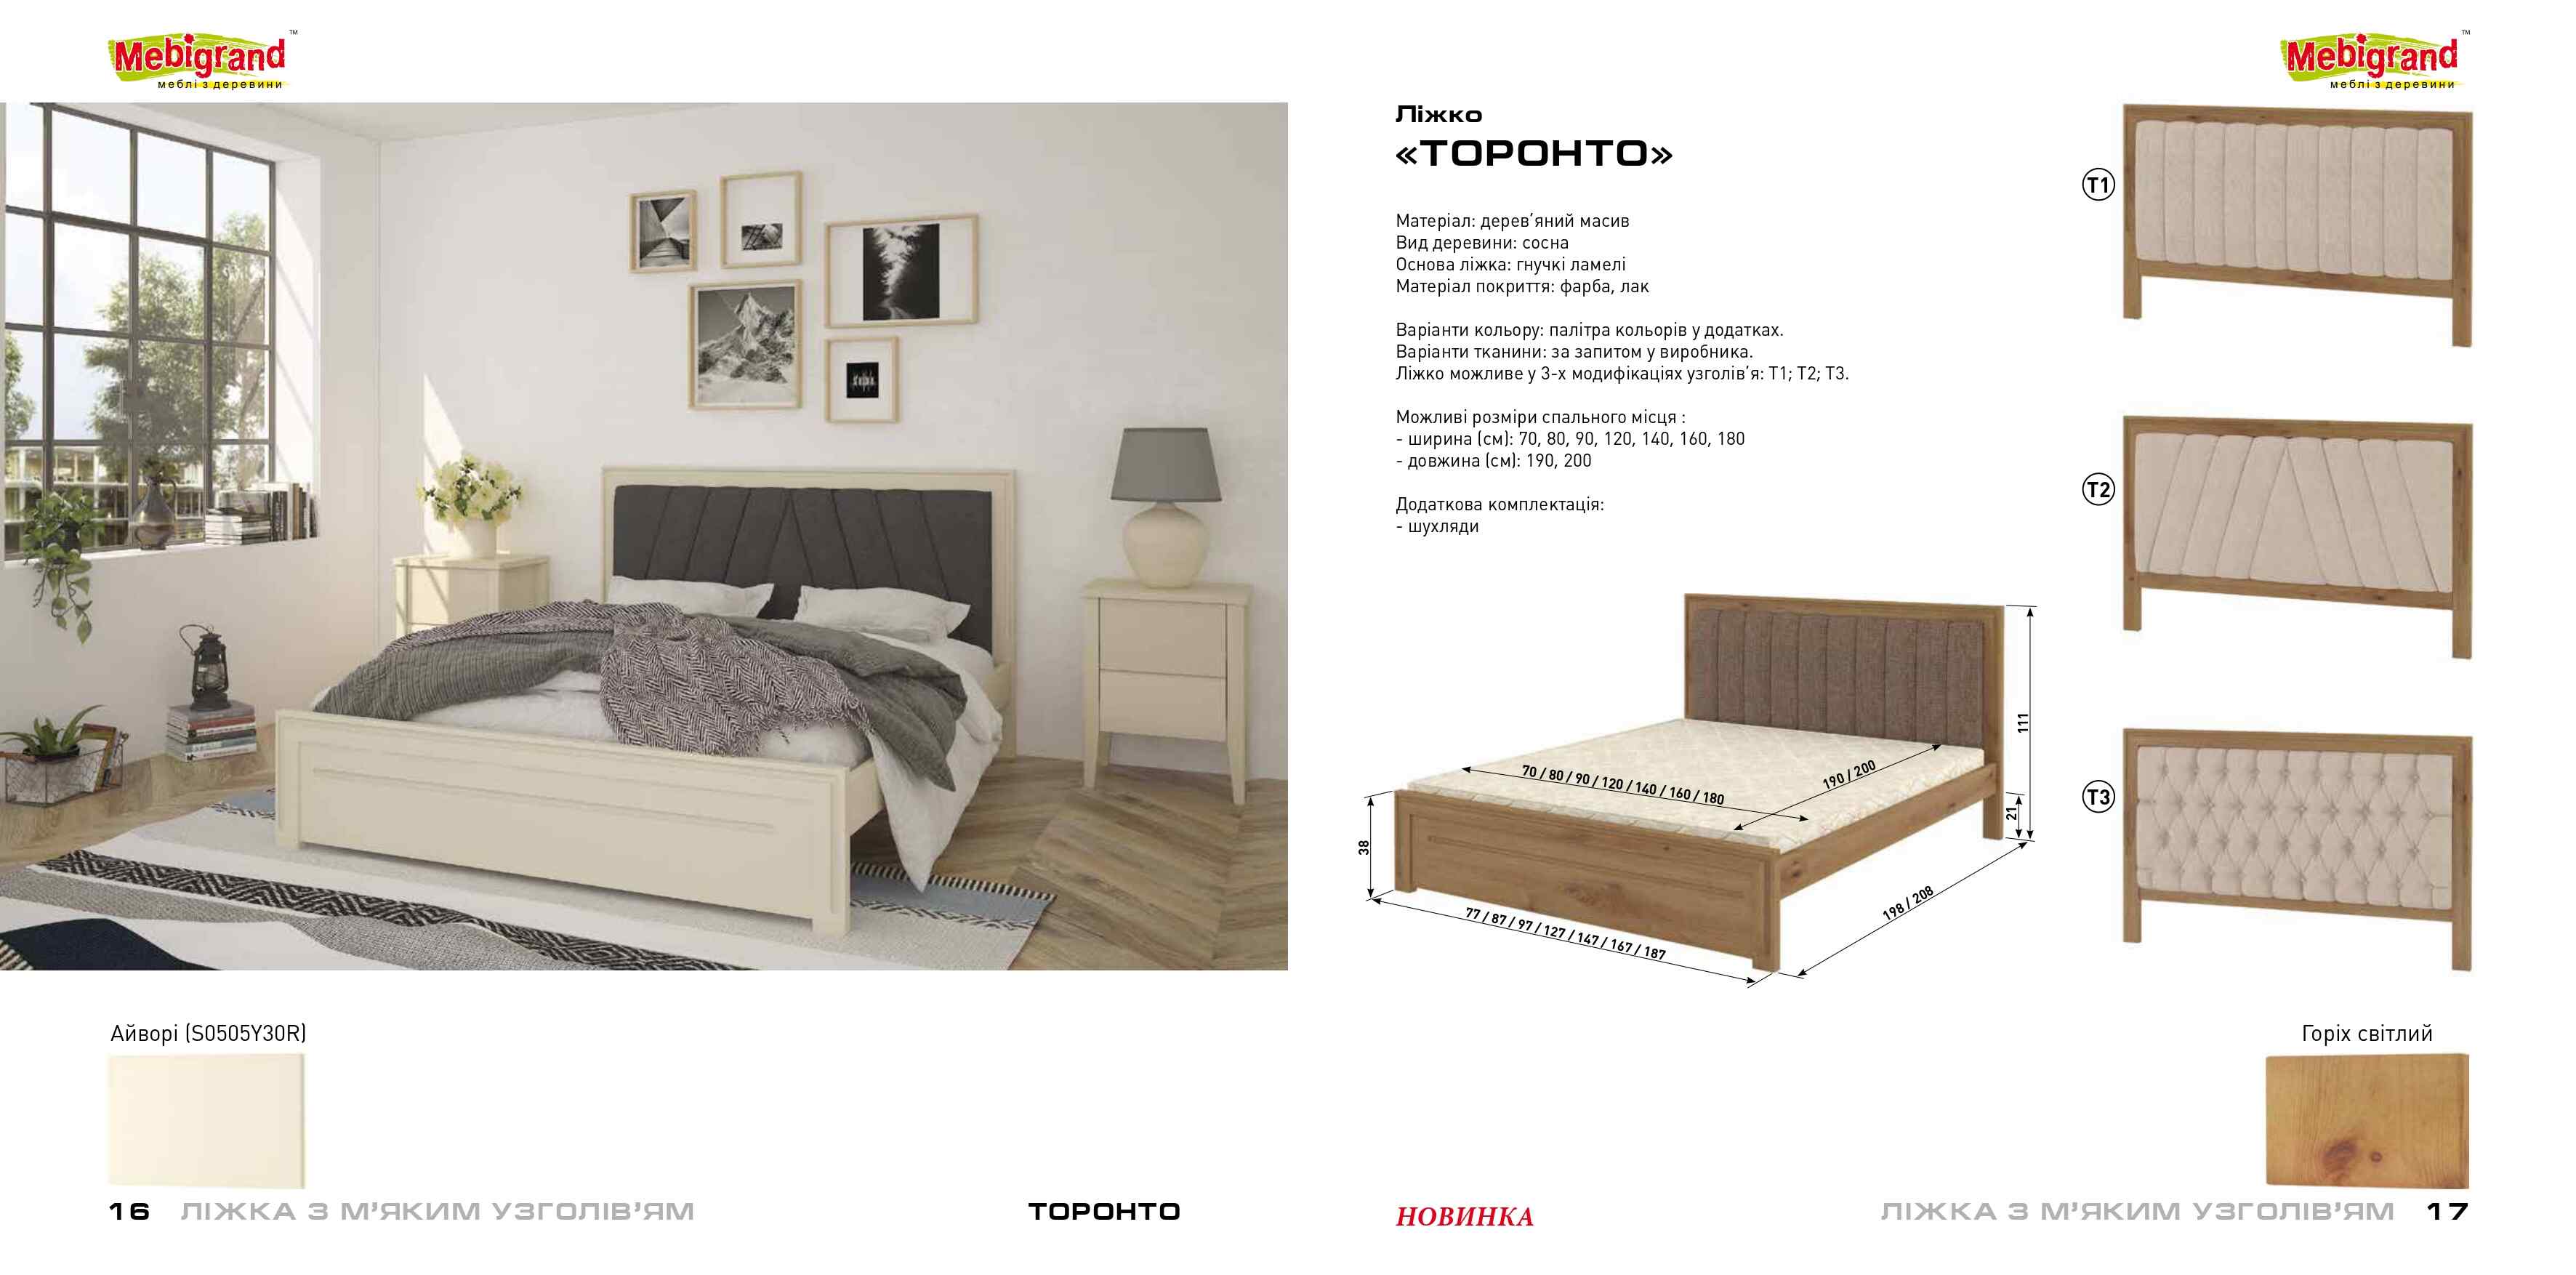 Mebigrand TM
меблі з деревини
Айворі (S0505Y30R)
16 ЛІЖКА З М'ЯКИМ УЗГОЛІВ'ЯМ
ТОРОНТО
Mebigrand TM
меблі з деревини
Ліжко
«ТОРОНТО»
Матеріал: дерев’яний масив
Вид деревини: сосна
Основа ліжка: гнучкі ламелі
Матеріал покриття: фарба, лак
Варіанти кольору: палітра кольорів у додатках.
Варіанти тканини: за запитом у виробника.
Ліжко можливе у 3-х модифікаціях узголів’я: Т1; Т2; Т3.
Можливі розміри спального місця :
- ширина (см): 70, 80, 90, 120, 140, 160, 180
- довжина (см): 190, 200
Додаткова комплектація:
- шухляди
T1
T2
T3
111
190 / 200
70 / 80 / 90 / 120 / 140 / 160 / 180
21
38
198 / 208
77 / 87 / 97 / 127 / 147 / 167 / 187
Горіх світлий
НОВИНКА
ЛІЖКА З М'ЯКИМ УЗГОЛІВ'ЯМ 17